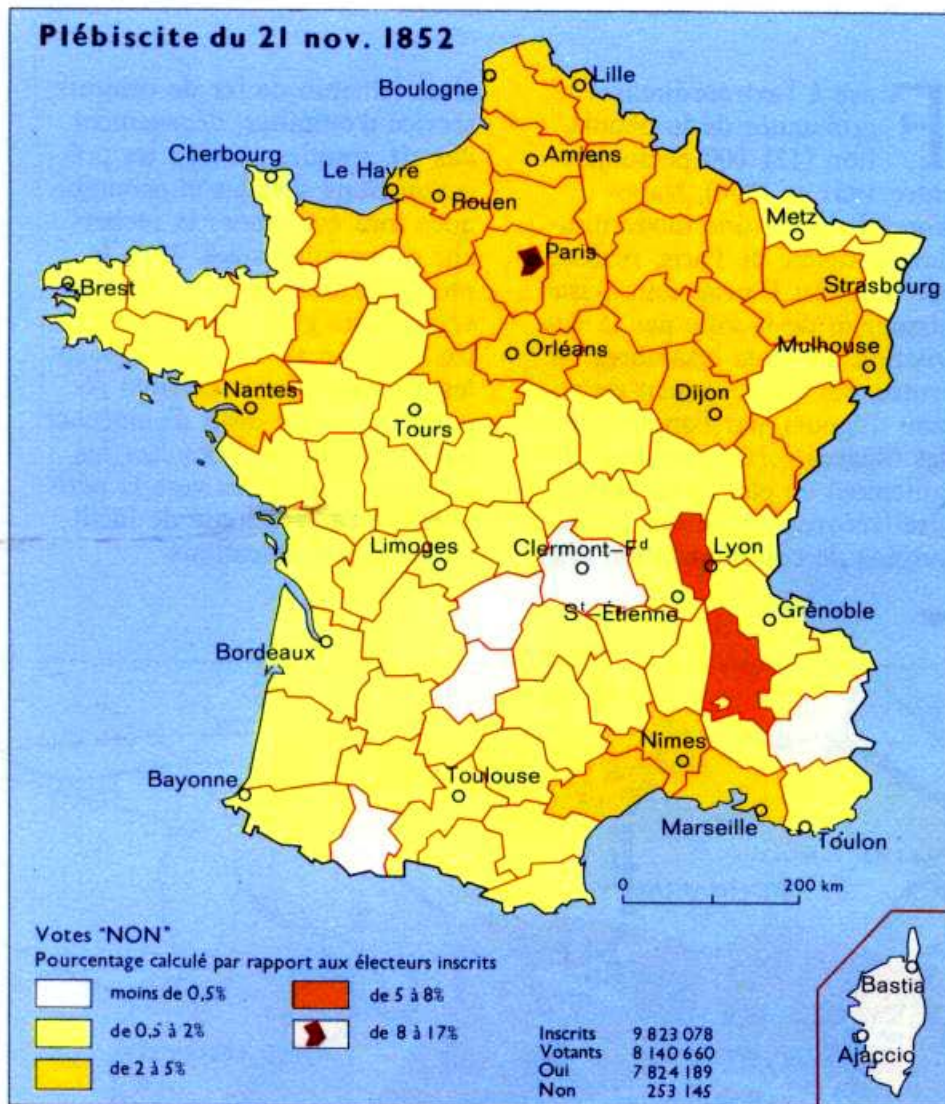 Plébiscite du 21 nov. 1852
Boulogne
Lille
Cherbourg
Le Havre
Amiens
Rouen
Metz
Paris
Strasbourg
Brest
Orléans
Mulhouse
Nantes
Dijon
Tours
Limoges
Clermont-Fd
Lyon
St-Étienne
Grenoble
Bordeaux
Nîmes
Bayonne
Toulouse
Marseille
Toulon
0 200 km
Votes "NON"
Pourcentage calculé par rapport aux électeurs inscrits
moins de 0,5%
de 0,5 à 2%
de 2 à 5%
de 5 à 8%
de 8 à 17%
Inscrits 9 823 078
Votants 8 140 660
Oui 7 824 189
Non 253 145
Bastia
Ajaccio